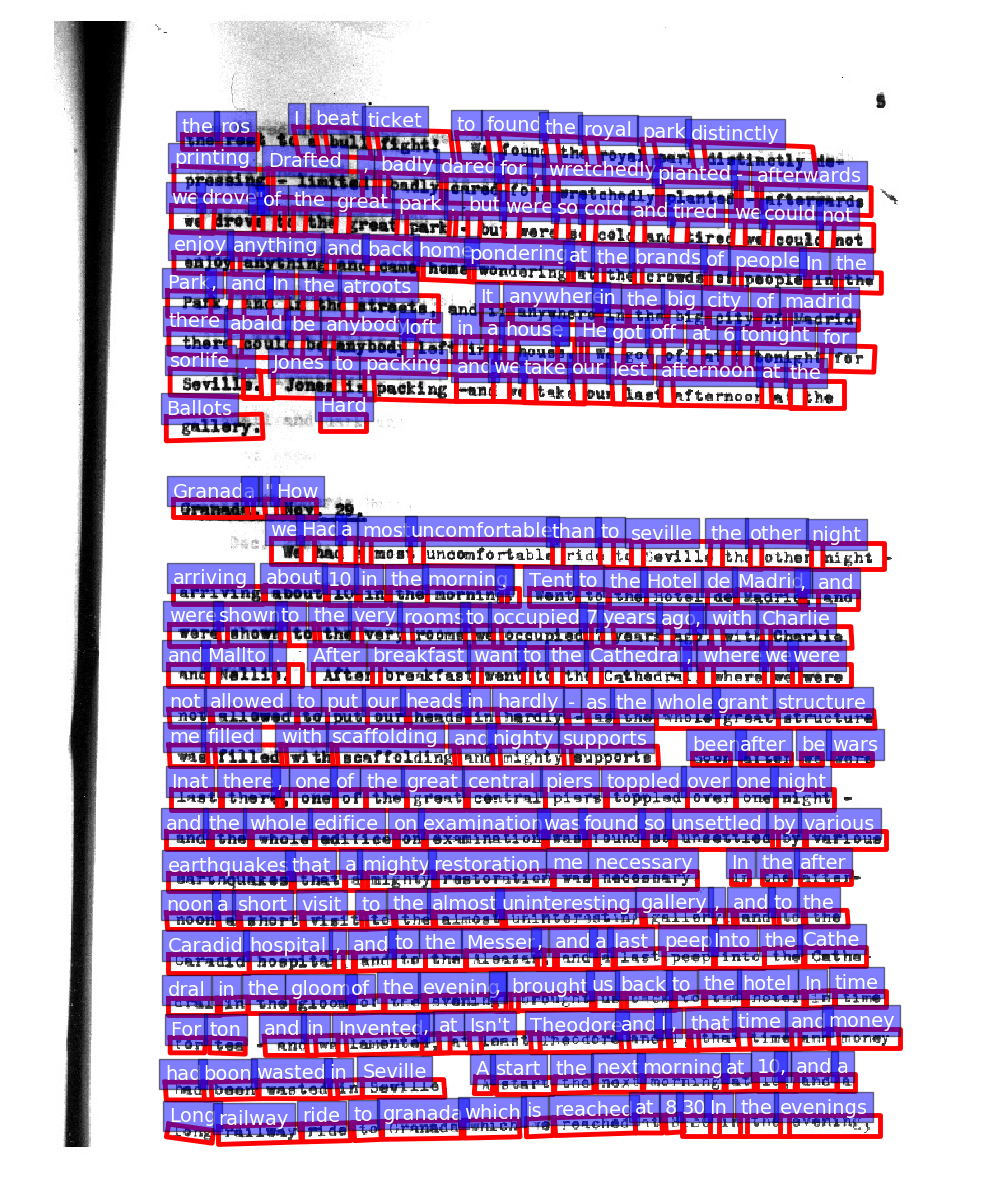 5
the ros I beat ticket to found the royal park distinctly
the rest to a bull fight! We found the royal park distinctly de-
printing Drafted , badly dared for , wretchedly planted - afterwards
pressing - limited, badly cared for, wretchedly planted - afterwards
we drove of the great park - but were so cold and tired we could not
we drove to the great park - but were so cold and tired we could not
enjoy anything and back home pondering at the brands of people In the
enjoy anything and came home wondering at the crowds of people in the
Park, and In the atroots It anywhere in the big city of madrid
Park, and in the streets, and if anywhere in the big city of Madrid
there abald be anybody loft in a house He got off at 6 tonight for
there could be anybody left in a house. We got off at tonight for
sorlife . Jones to packing and We take our lest afternoon at the
Seville. Jones is packing -and we take our last afternoon at the
Ballots Hard
gallery.
Granada . " How
Granada. Nov. 29.
we Had a most uncomfortable than to seville the other night
We had a most uncomfortable ride to Seville the other night -
arriving about 10 in the morning, Tent to the Hotel de Madrid, and
arriving about 10 in the morning, went to the Hotel de Madrid, and
were shown to the very rooms to occupied 7 years ago, with Charlie
were shown to the very rooms we occupied 7 years ago, with Charlie
and Mallto . After breakfast want to the Cathedra , where we were
and Nellie. After breakfast went to the Cathedral, where we were
not allowed to put our heads in hardly - as the whole grant structure
not allowed to put our heads in hardly - as the whole great structure
me filled with scaffolding and nighty supports been after be wars
was filled with scaffolding and mighty supports soon after we were
Inat there, one of the great central piers toppled over one night
last there, one of the great central piers toppled over one night -
and the whole edifice on examination was found so unsettled by various
and the whole edifice on examination was found so unsettled by various
earthquakes that a mighty restoration me necessary In the after
earthquakes that a mighty restoration was necessary In the after-
noon a short visit to the almost uninteresting gallery , and to the
noon a short visit to the almost uninteresting gallery, and to the
Caradid hospital , and to the Messer, and a last peep Into the Cathe
Caradid hospital, and to the Alcazar, and a last peep into the Cathe-
dral in the gloom of the evening brought us back to the hotel In time
dral in the gloom of the evening brought us back to the hotel in time
For ton - and in Invented, at Isn't Theodore and I that time and money
for tea - and we lamented, at least Theodore and I, that time and money
had boon wasted in Seville A start the next morning at 10, and a
had been wasted in Seville A start the next morning at 10, and a
Long railway ride to granada which is reached at 8 30 In the evenings
long railway ride to Granada which we reached at 8.30 in the evening,